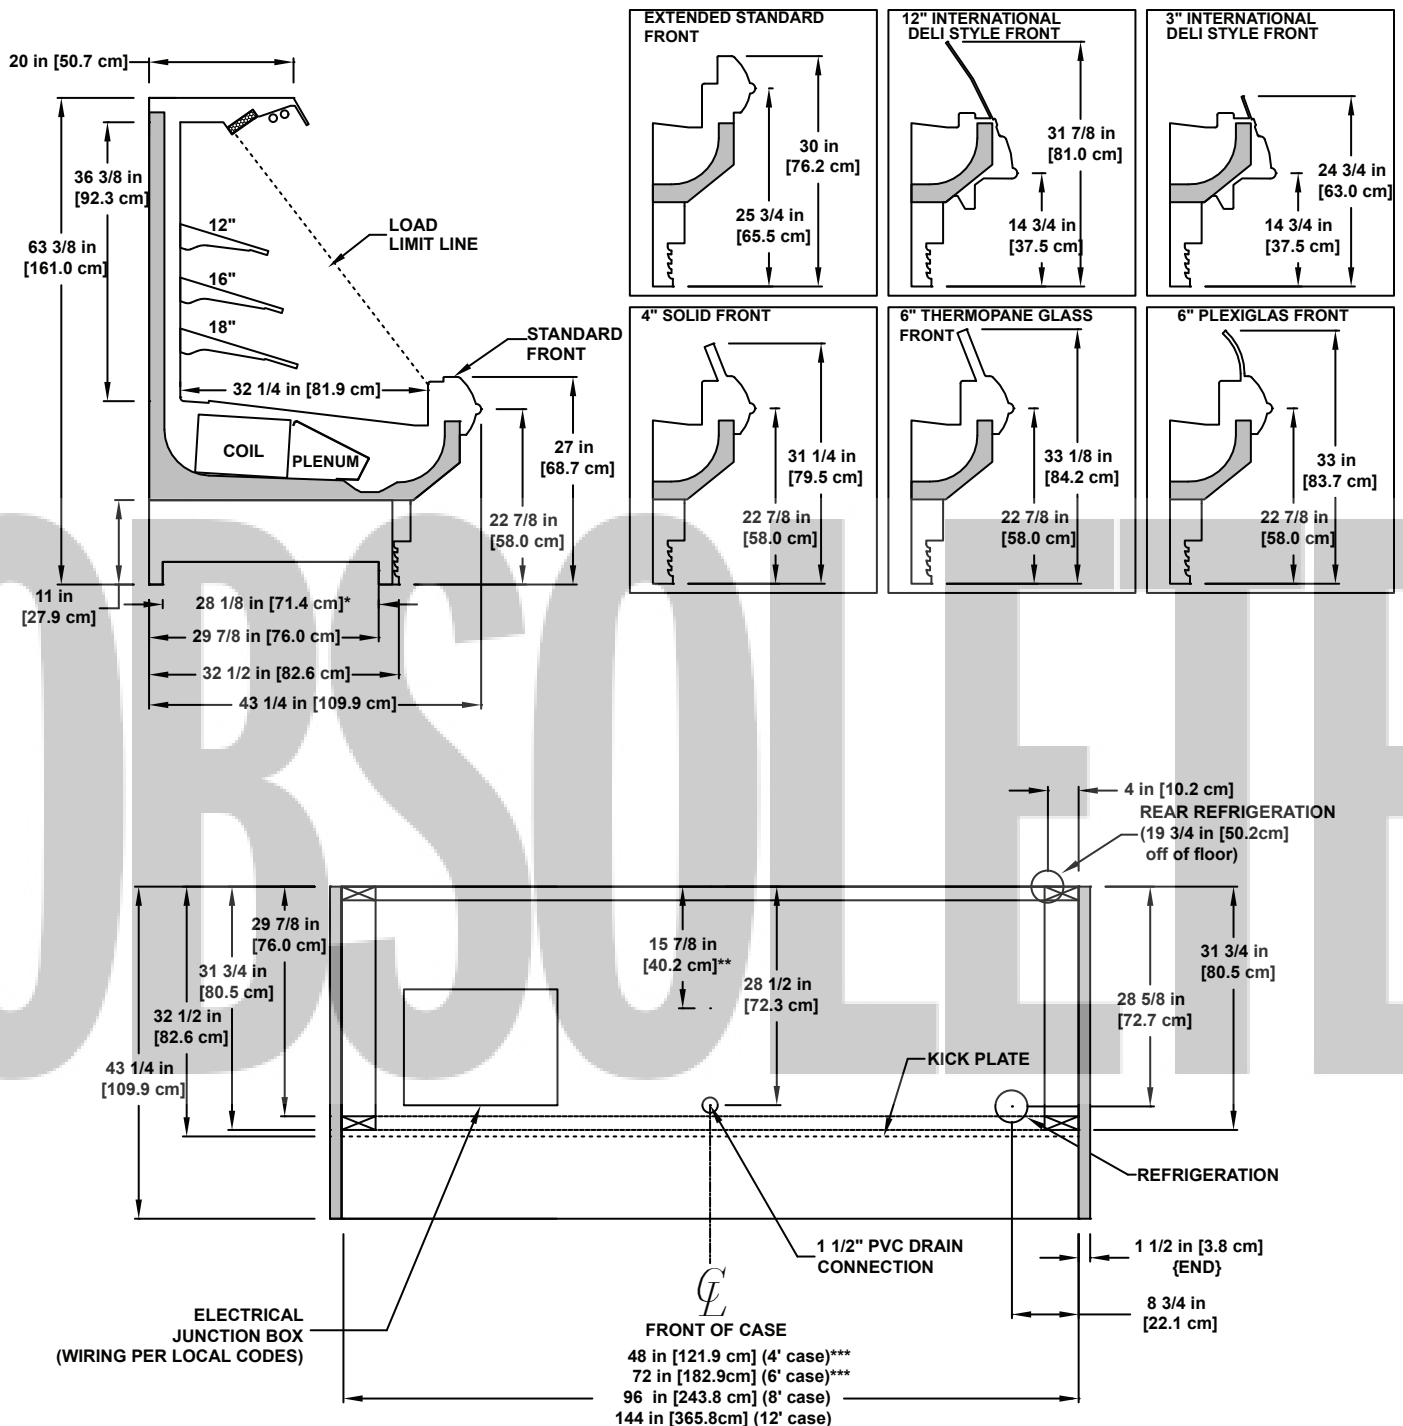 20 in [50.7 cm]
36 3/8 in
[92.3 cm]
63 3/8 in
[161.0 cm]
12"
16"
18"
LOAD
LIMIT LINE
STANDARD
FRONT
32 1/4 in [81.9 cm]
COIL
PLENUM
27 in
[68.7 cm]
22 7/8 in
[58.0 cm]
11 in
[27.9 cm]
28 1/8 in [71.4 cm]*
29 7/8 in [76.0 cm]
32 1/2 in [82.6 cm]
43 1/4 in [109.9 cm]
EXTENDED STANDARD
FRONT
30 in
[76.2 cm]
25 3/4 in
[65.5 cm]
12" INTERNATIONAL
DELI STYLE FRONT
31 7/8 in
[81.0 cm]
14 3/4 in
[37.5 cm]
3" INTERNATIONAL
DELI STYLE FRONT
24 3/4 in
[63.0 cm]
14 3/4 in
[37.5 cm]
4" SOLID FRONT
31 1/4 in
[79.5 cm]
22 7/8 in
[58.0 cm]
6" THERMOPANE GLASS
FRONT
33 1/8 in
[84.2 cm]
22 7/8 in
[58.0 cm]
6" PLEXIGLAS FRONT
33 in
[83.7 cm]
22 7/8 in
[58.0 cm]
OBSOLETE
4 in [10.2 cm]
REAR REFRIGERATION
(19 3/4 in [50.2cm]
off of floor)
29 7/8 in
[76.0 cm]
31 3/4 in
[80.5 cm]
32 1/2 in
[82.6 cm]
43 1/4 in
[109.9 cm]
15 7/8 in
[40.2 cm]**
28 1/2 in
[72.3 cm]
31 3/4 in
[80.5 cm]
28 5/8 in
[72.7 cm]
KICK PLATE
REFRIGERATION
1 1/2" PVC DRAIN
CONNECTION
1 1/2 in [3.8 cm]
{END}
8 3/4 in
[22.1 cm]
ELECTRICAL
JUNCTION BOX
(WIRING PER LOCAL CODES)
CL
FRONT OF CASE
48 in [121.9 cm] (4' case)***
72 in [182.9cm] (6' case)***
96 in [243.8 cm] (8' case)
144 in [365.8cm] (12' case)